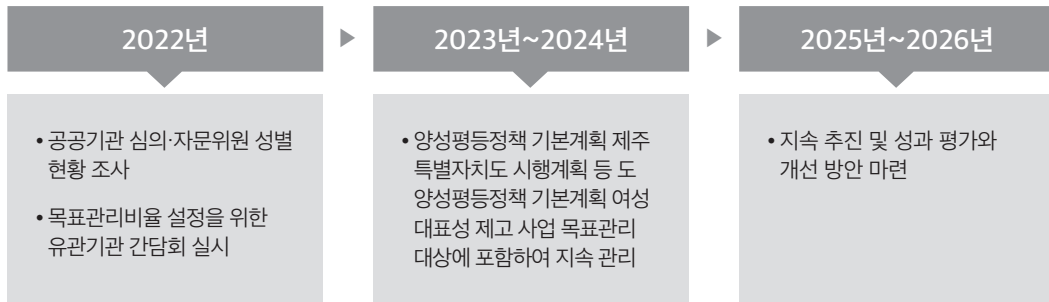 2022년
• 공공기관 심의·자문위원 성별
현황 조사
• 목표관리비율 설정을 위한
유관기관 간담회 실시
2023년~2024년
• 양성평등정책 기본계획 제주
특별자치도 시행계획 등 도
양성평등정책 기본계획 여성
대표성 제고 사업 목표관리
대상에 포함하여 지속 관리
2025년~2026년
• 지속 추진 및 성과 평가와
개선 방안 마련